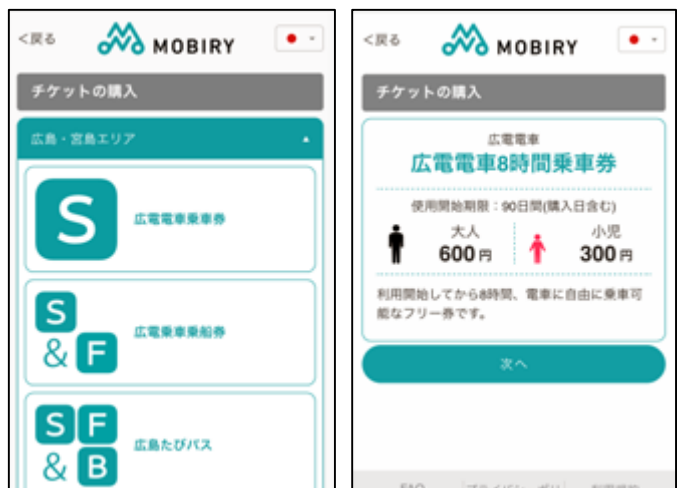 <戻る
MOBIRY
チケットの購入
広島・宮島エリア
S
広電電車乗車券
S
& F
広電乗車乗船券
S F
& B
広島たびパス
<戻る
MOBIRY
チケットの購入
広電電車
広電電車8時間乗車券
使用開始期限：90日間(購入日含む)
大人
600円
小児
300円
利用開始してから8時間、電車に自由に乗車可
能なフリー券です。
次へ